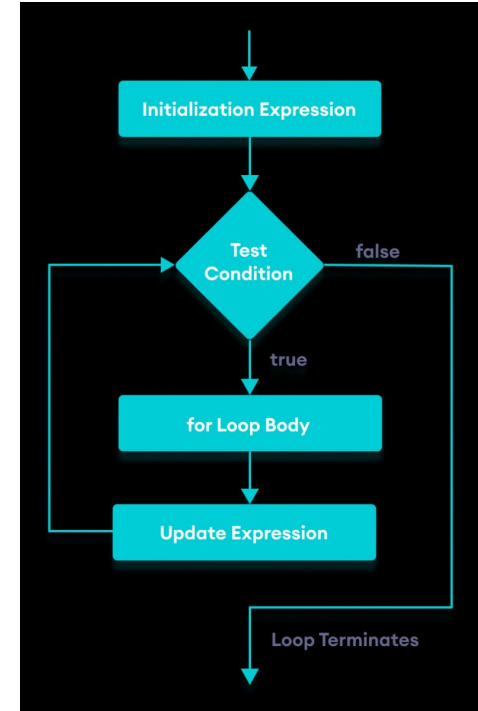 Initialization Expression
Test
Condition
false
true
for Loop Body
Update Expression
Loop Terminates